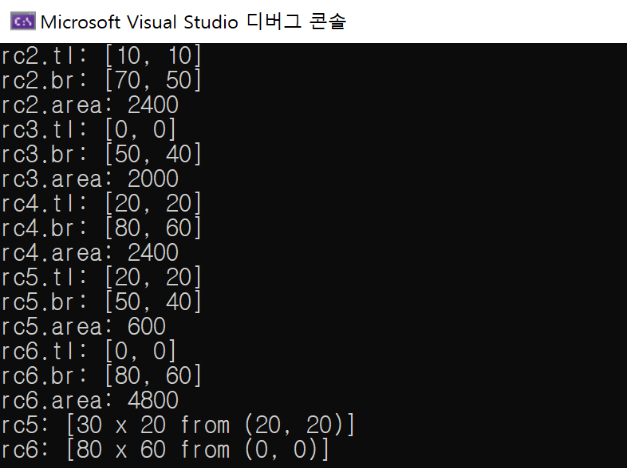 Microsoft Visual Studio 디버그 콘솔
rc2.tl: [10, 10]
rc2.br: [70, 50]
rc2.area: 2400
rc3.tl: [0, 0]
rc3.br: [50, 40]
rc3.area: 2000
rc4.tl: [20, 20]
rc4.br: [80, 60]
rc4.area: 2400
rc5.tl: [20, 20]
rc5.br: [50, 40]
rc5.area: 600
rc6.tl: [0, 0]
rc6.br: [80, 60]
rc6.area: 4800
rc5: [30 x 20 from (20, 20)]
rc6: [80 x 60 from (0, 0)]